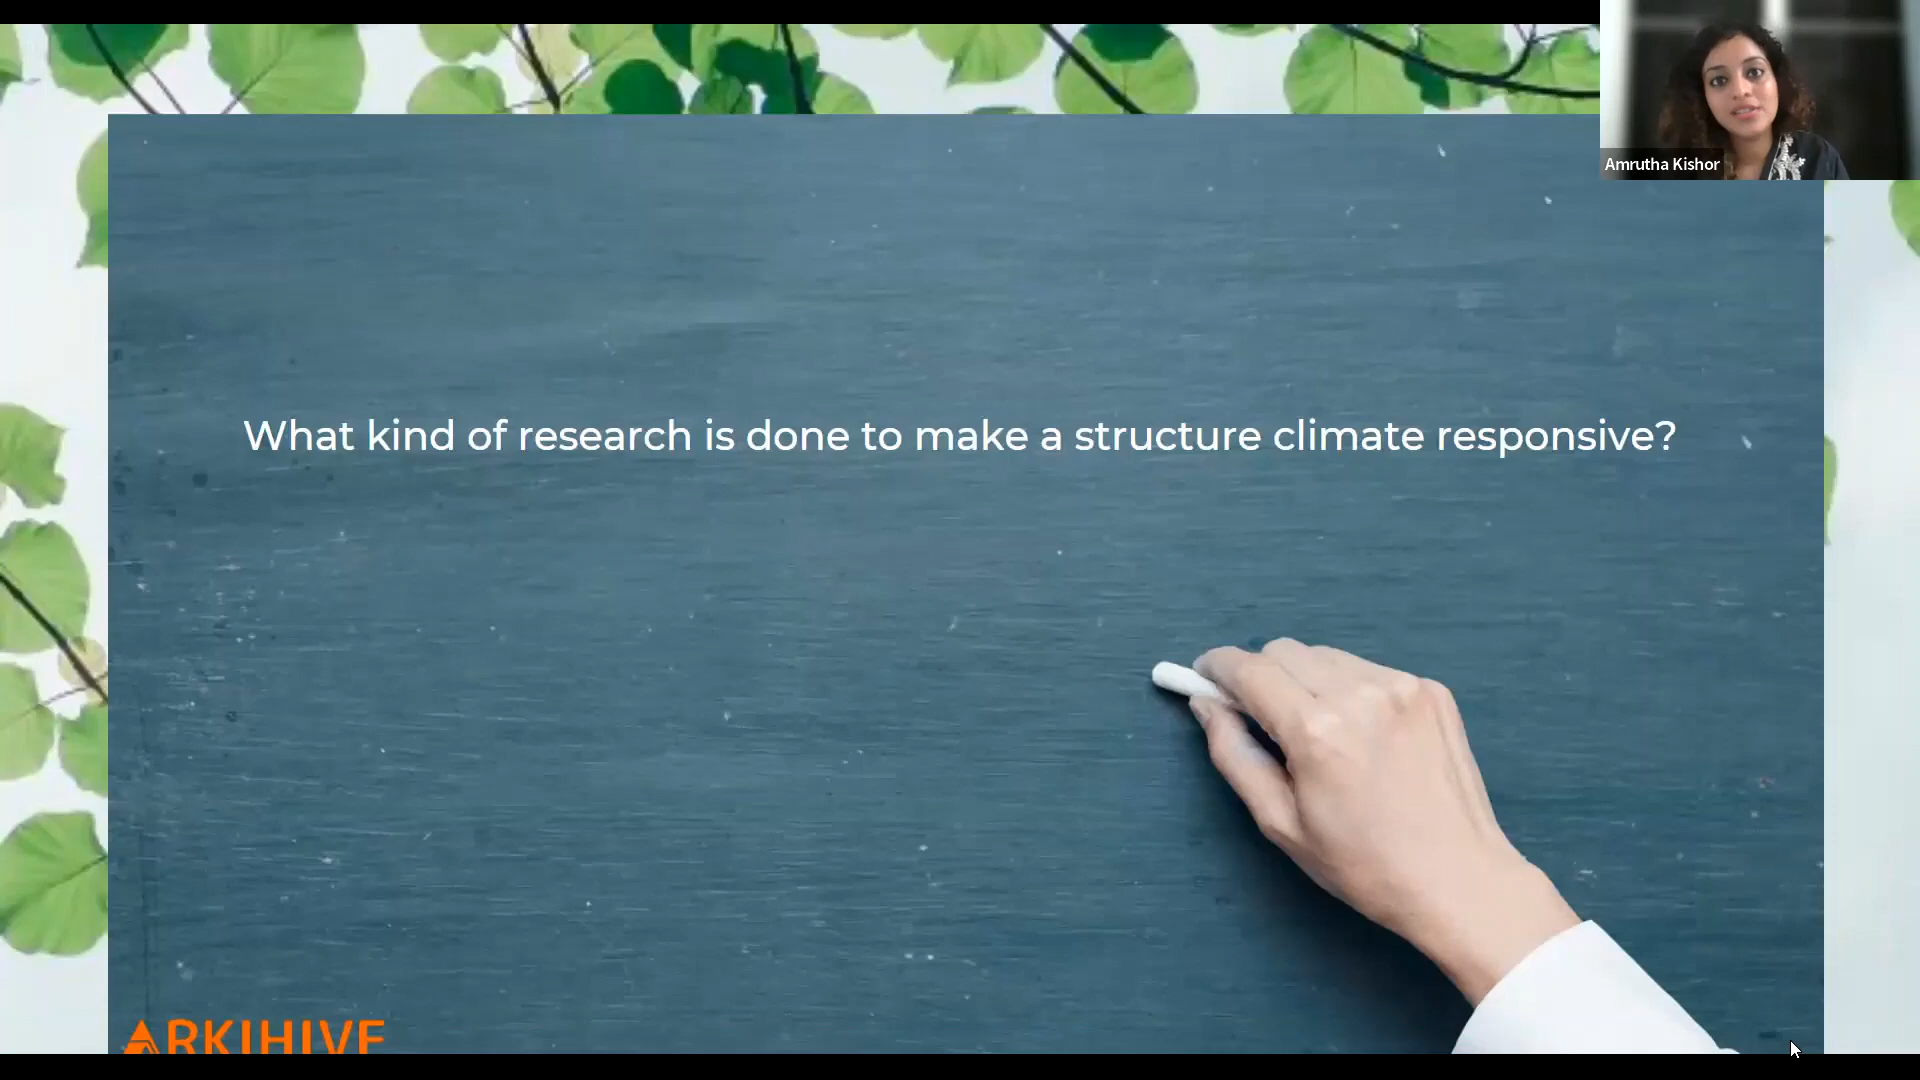 Amrutha Kishor
What kind of research is done to make a structure climate responsive?
ARKIHIVE